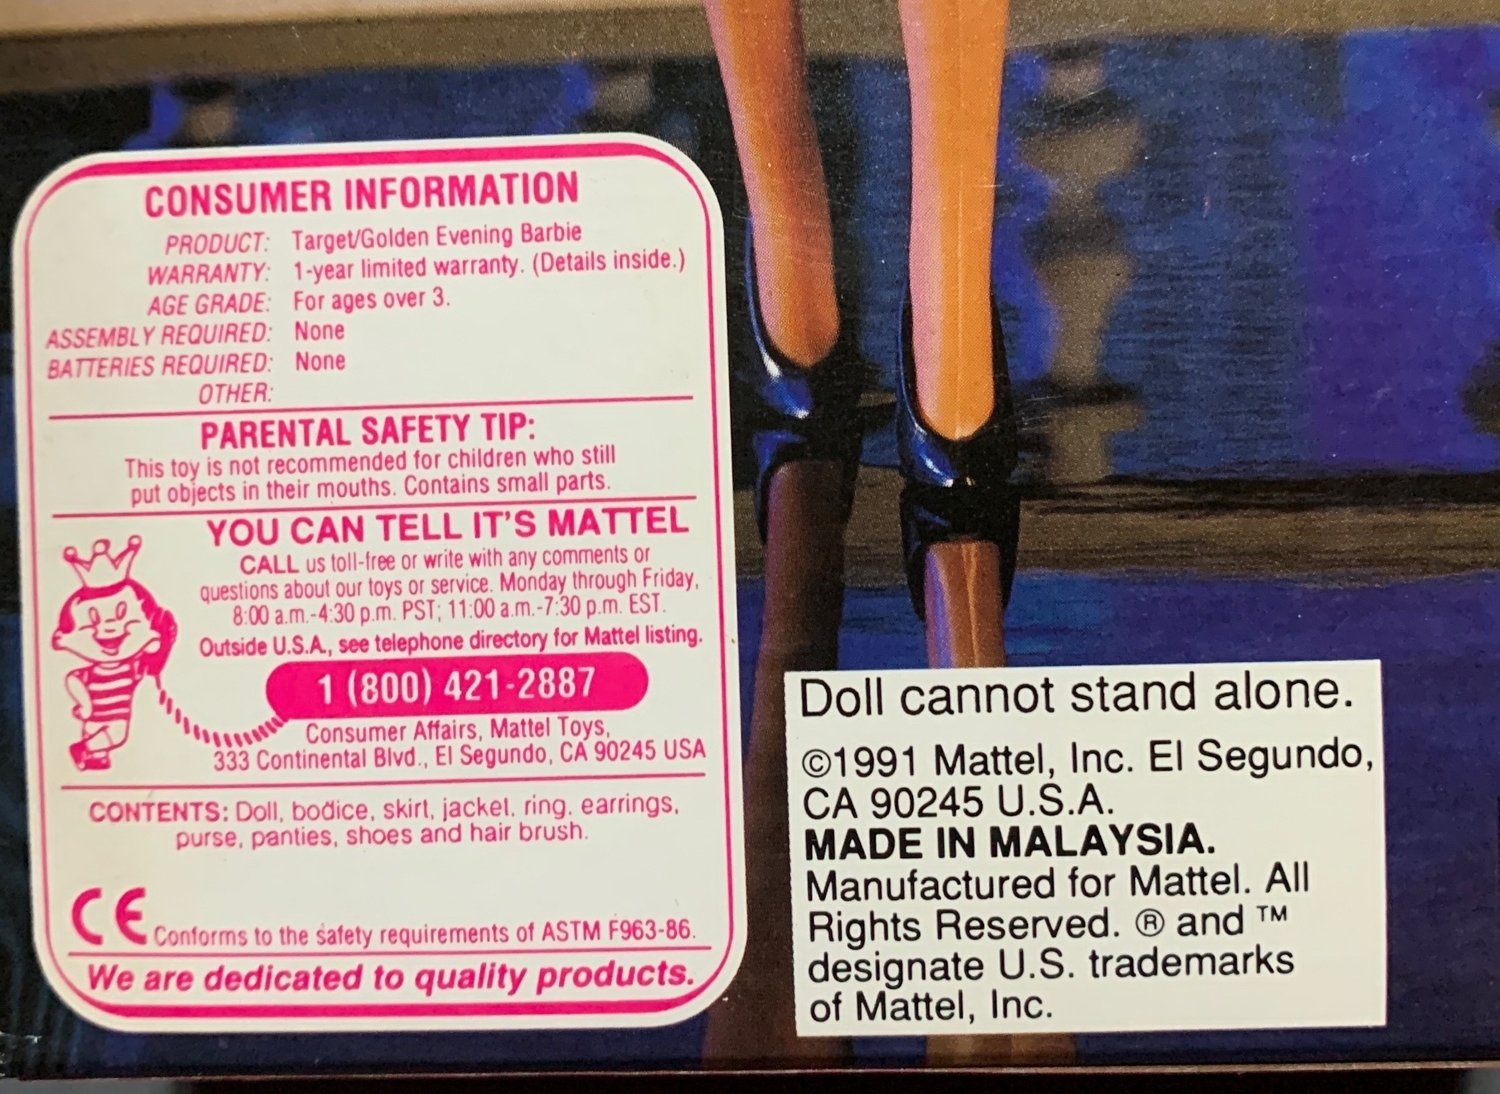 CONSUMER INFORMATION
PRODUCT: Target/Golden Evening Barbie
WARRANTY: 1-year limited warranty. (Details inside.)
AGE GRADE: For ages over 3.
ASSEMBLY REQUIRED: None
BATTERIES REQUIRED: None
OTHER:
PARENTAL SAFETY TIP:
This toy is not recommended for children who still
put objects in their mouths. Contains small parts.
YOU CAN TELL IT'S MATTEL
CALL us toll-free or write with any comments or
questions about our toys or service. Monday through Friday,
8:00 a.m.-4:30 p.m. PST; 11:00 a.m.-7:30 p.m. EST.
Outside U.S.A., see telephone directory for Mattel listing.
1 (800) 421-2887
Consumer Affairs, Mattel Toys,
333 Continental Blvd., El Segundo, CA 90245 USA
CONTENTS: Doll, bodice, skirt, jacket, ring, earrings,
purse, panties, shoes and hair brush.
CE Conforms to the safety requirements of ASTM F963-86.
We are dedicated to quality products.
Doll cannot stand alone.
©1991 Mattel, Inc. El Segundo,
CA 90245 U.S.A.
MADE IN MALAYSIA.
Manufactured for Mattel. All
Rights Reserved. ® and ™
designate U.S. trademarks
of Mattel, Inc.